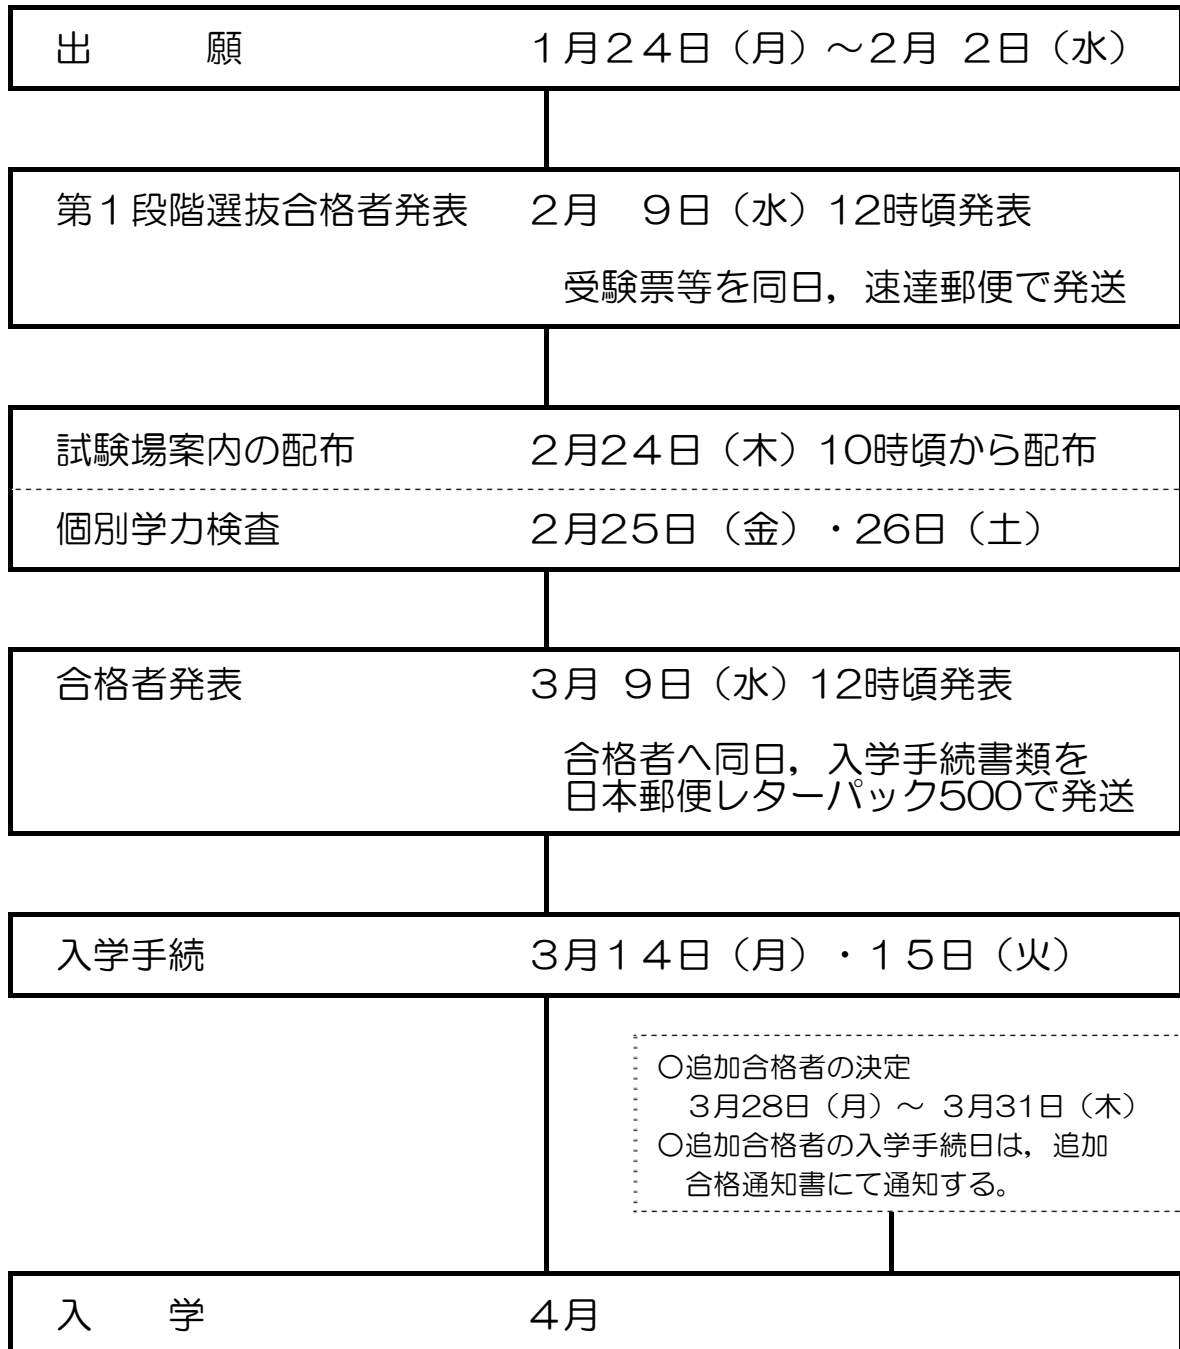 出　　　願　　　１月２４日（月）～２月 ２日（水）
第１段階選抜合格者発表　２月　９日（水）12時頃発表
受験票等を同日，速達郵便で発送
試験場案内の配布　２月２４日（木）10時頃から配布
個別学力検査　２月２５日（金）・26日（土）
合格者発表　３月 ９日（水）12時頃発表
合格者へ同日，入学手続書類を
日本郵便レターパック500で発送
入学手続　３月１４日（月）・１５日（火）
〇追加合格者の決定
３月28日（月）～ ３月31日（木）
〇追加合格者の入学手続日は，追加
合格通知書にて通知する。
入　　学　　　４月